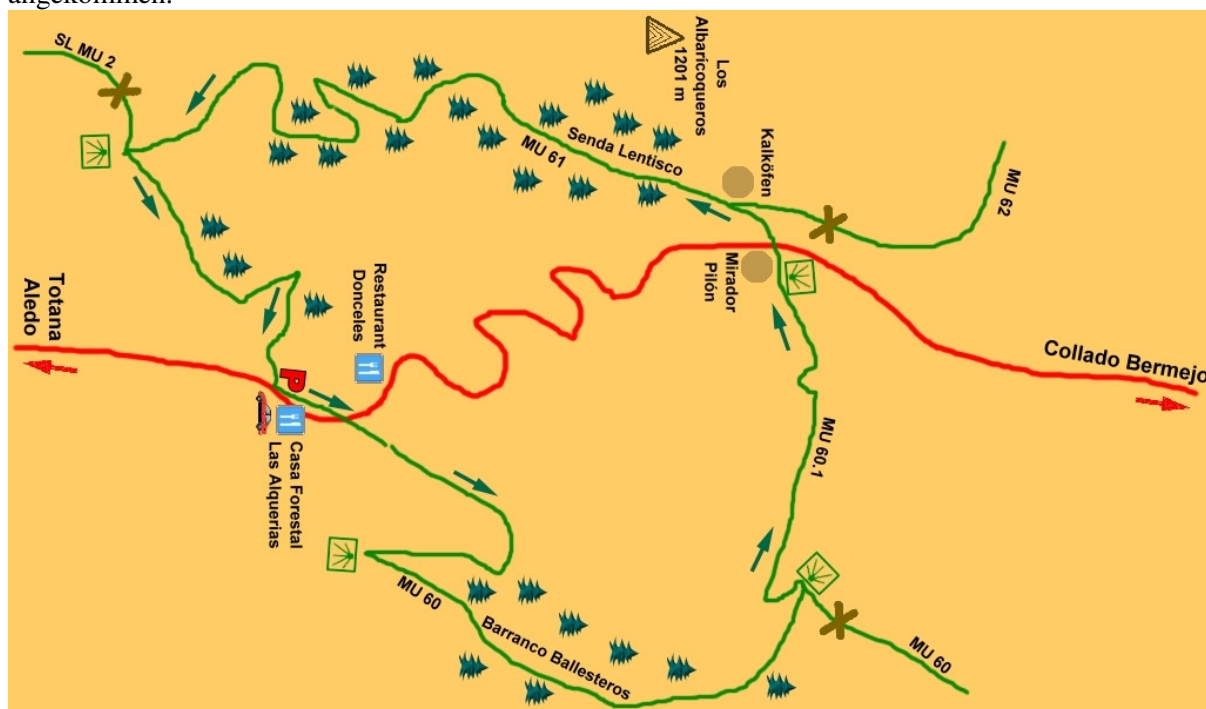 angekommen.
SL MU 2
Los
Albaricoqueros
1201 m
Kalköfen
Senda Lentisco
MU 61
MU 62
Mirador
Pilón
Restaurant
Donceles
Totana
Aledo
P
Collado Bermejo
Casa Forestal
Las Alquerias
MU 60.1
MU 60
Barranco Ballesteros
MU 60